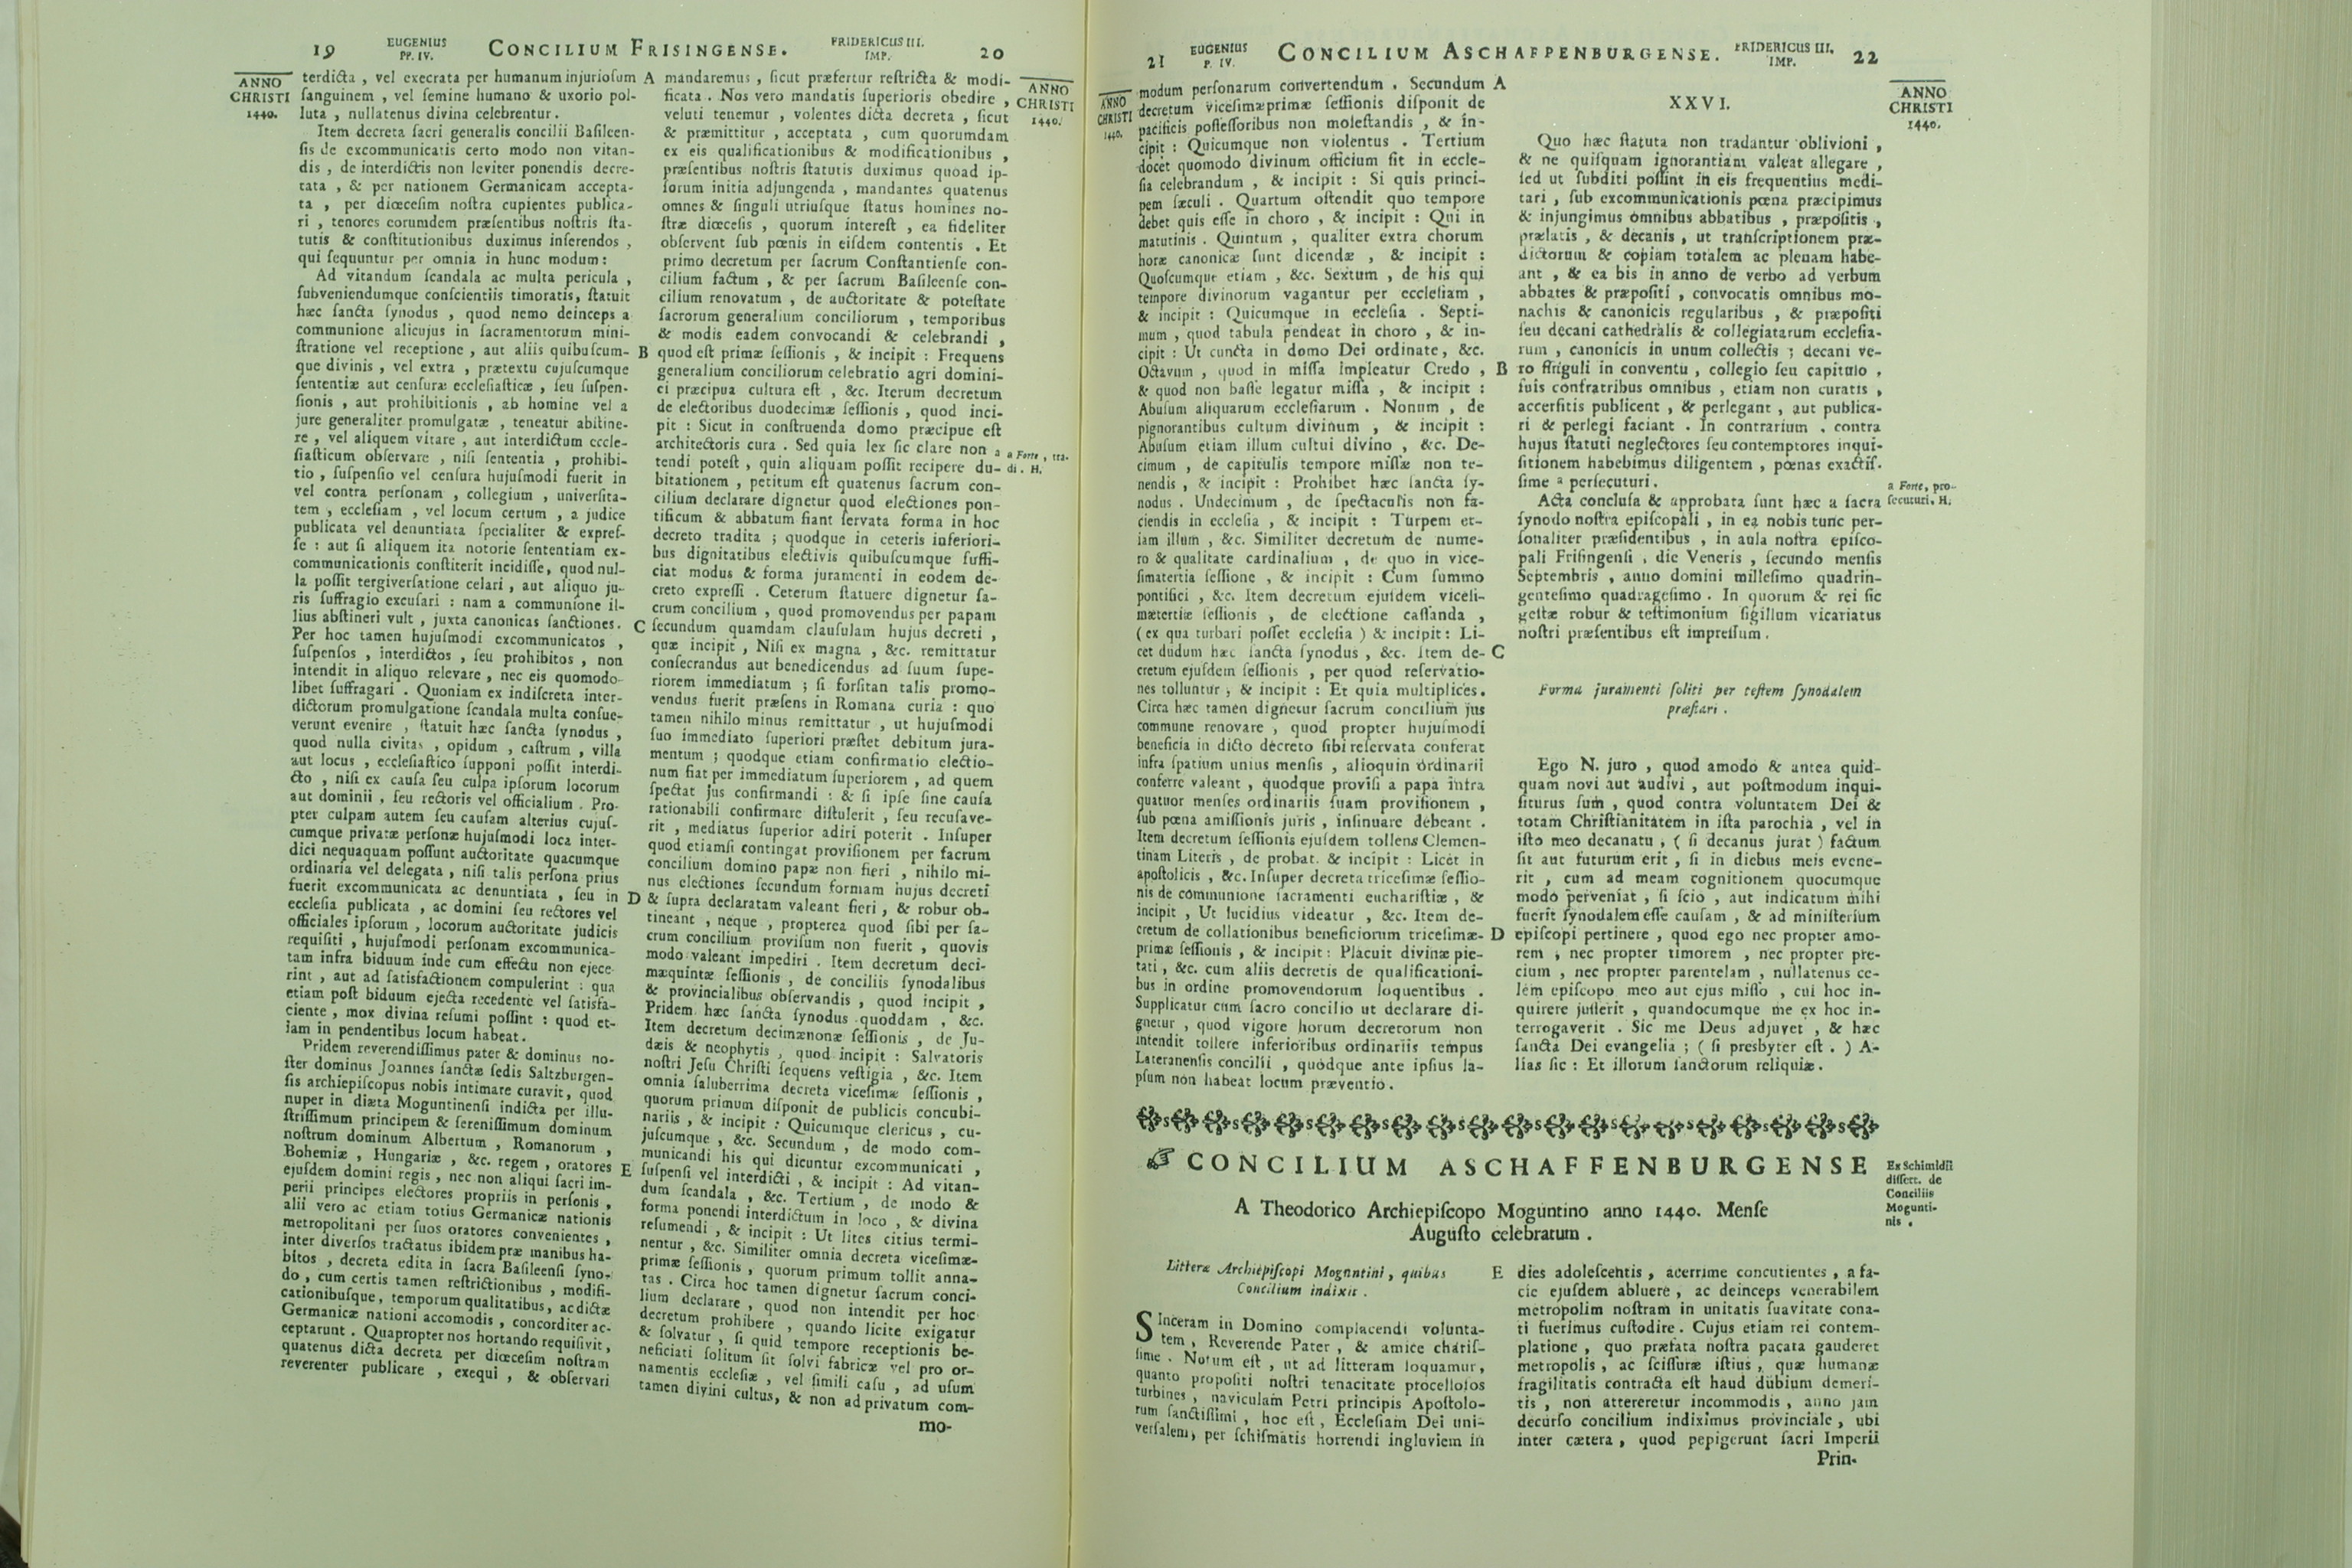 19 EUGENIUS PP. IV. CONCILIUM FRISINGENSE. FRIDERICUS III. IMP. 20
ANNO CHRISTI 1440.
terdicta , vel execrata per humanum injuriosum
sanguinem , vel semine humano & uxorio pol-
luta , nullatenus divina celebrentur .
Item decreta sacri generalis concilii Basileen-
sis de excommunicatis certo modo non vitan-
dis , de interdictis non leviter ponendis decre-
tata , & per nationem Germanicam accepta-
ta , per diœcesim nostra cupientes publica-
ri , tenores eorumdem præsentibus nostris sta-
tutis & constitutionibus duximus inserendos ,
qui sequuntur per omnia in hunc modum :
Ad vitandum scandala ac multa pericula ,
subveniendumque conscientiis timoratis, statuit
hæc sancta synodus , quod nemo deinceps a
communione alicujus in sacramentorum mini-
stratione vel receptione , aut aliis quibuscum-
que divinis , vel extra , prætextu cujuscumque
sententiæ aut censuræ ecclesiasticæ , seu suspen-
sionis , aut prohibitionis , ab homine vel a
jure generaliter promulgatæ , teneatur abstine-
re , vel aliquem vitare , aut interdictum eccle-
siasticum observare , nisi sententia , prohibi-
tio , suspensio vel censura hujusmodi fuerit in
vel contra personam , collegium , universita-
tem , ecclesiam , vel locum certum , a judice
publicata vel denuntiata specialiter & expres-
se : aut si aliquem ita notorie sententiam ex-
communicationis constiterit incidisse, quod nul-
la possit tergiversatione celari , aut aliquo ju-
ris suffragio excusari : nam a communione il-
lius abstineri vult , juxta canonicas sanctiones .
Per hoc tamen hujusmodi excommunicatos ,
suspensos , interdictos , seu prohibitos , non
intendit in aliquo relevare , nec eis quomodo-
libet suffragari . Quoniam ex indiscreta inter-
dictorum promulgatione scandala multa consue-
verunt evenire , statuit hæc sancta synodus ,
quod nulla civitas , opidum , castrum , villa
aut locus , ecclesiastico supponi possit interdi-
cto , nisi ex causa seu culpa ipsorum locorum
aut dominii , seu rectoris vel officialium . Pro-
pter culpam autem seu causam alterius cujus-
cumque privatæ personæ hujusmodi loca inter-
dici nequaquam possunt auctoritate quacumque
ordinaria vel delegata , nisi talis persona prius
fuerit excommunicata ac denuntiata , seu in
ecclesia publicata , ac domini seu rectores vel
officiales ipsorum , locorum auctoritate judicis
requisiti , hujusmodi personam excommunica-
tam infra biduum inde cum effectu non ejece-
rint , aut ad satisfactionem compulerint : qua
etiam post biduum ejecta recedente vel satisfa-
ciente , mox divina resumi possint : quod et-
iam in pendentibus locum habeat .
Pridem reverendissimus pater & dominus no-
ster dominus Joannes sanctæ sedis Saltzburgen-
sis archiepiscopus nobis intimare curavit, quod
nuper in diæta Moguntinensi indicta per illu-
strissimum principem & serenissimum dominum
nostrum dominum Albertum , Romanorum ,
Bohemiæ , Hungariæ , &c. regem , oratores
ejusdem domini regis , nec non aliqui sacri im-
perii principes electores propriis in personis ,
alii vero ac etiam totius Germanicæ nationis
metropolitani per suos oratores convenientes ,
inter diversos tractatus ibidem præ manibus ha-
bitos , decreta edita in sacra Basileensi syno-
do , cum certis tamen restrictionibus , modifi-
cationibusque, temporum qualitatibus, ac dictæ
Germanicæ nationi accomodis , concorditer ac-
ceptarunt . Quapropter nos hortando requisivit,
quatenus dicta decreta per diœcesim nostram
reverenter publicare , exequi , & observari
A
B
C
D
E
mandaremus , sicut præfertur restricta & modi-
ficata . Nos vero mandatis superioris obedire ,
veluti tenemur , volentes dicta decreta , sicut
& præmittitur , acceptata , cum quorumdam
ex eis qualificationibus & modificationibus ,
præsentibus nostris statutis duximus quoad ip-
sorum initia adjungenda , mandantes quatenus
omnes & singuli utriusque status homines no-
stræ diœcesis , quorum interest , ea fideliter
observent sub pœnis in eisdem contentis . Et
primo decretum per sacrum Constantiense con-
cilium factum , & per sacrum Basileense con-
cilium renovatum , de auctoritate & potestate
sacrorum generalium conciliorum , temporibus
& modis eadem convocandi & celebrandi ,
quod est primæ sessionis , & incipit : Frequens
generalium conciliorum celebratio agri domini-
ci præcipua cultura est , &c. Iterum decretum
de electoribus duodecimæ sessionis , quod inci-
pit : Sicut in construenda domo præcipue est
architectoris cura . Sed quia lex sic clare non a
tendi potest , quin aliquam possit recipere du-
bitationem , petitum est quatenus sacrum con-
cilium declarare dignetur quod electiones pon-
tificum & abbatum fiant servata forma in hoc
decreto tradita ; quodque in ceteris inferiori-
bus dignitatibus electivis quibuscumque suffi-
ciat modus & forma juramenti in eodem de-
creto expressi . Ceterum statuere dignetur sa-
crum concilium , quod promovendus per papam
secundum quamdam clausulam hujus decreti ,
quæ incipit , Nisi ex magna , &c. remittatur
consecrandus aut benedicendus ad suum supe-
riorem immediatum ; si forsitan talis promo-
vendus fuerit præsens in Romana curia : quo
tamen nihilo minus remittatur , ut hujusmodi
suo immediato superiori præstet debitum jura-
mentum ; quodque etiam confirmatio electio-
num fiat per immediatum superiorem , ad quem
spectat jus confirmandi : & si ipse sine causa
rationabili confirmare distulerit , seu recusave-
rit , mediatus superior adiri poterit . Insuper
quod etiamsi contingat provisionem per sacrum
concilium domino papæ non fieri , nihilo mi-
nus electiones secundum formam hujus decreti
& supra declaratam valeant fieri , & robur ob-
tineant , neque , propterea quod sibi per sa-
crum concilium provisum non fuerit , quovis
modo valeant impediri . Item decretum deci-
mæquintæ sessionis , de conciliis synodalibus
& provincialibus observandis , quod incipit ,
Pridem hæc sancta synodus quoddam , &c.
Item decretum decimænonæ sessionis , de Ju-
dæis & neophytis , quod incipit : Salvatoris
nostri Jesu Christi sequens vestigia , &c. Item
omnia saluberrima decreta vicesimæ sessionis ,
quorum primum disponit de publicis concubi-
nariis , & incipit : Quicumque clericus , cu-
juscumque , &c. Secundum , de modo com-
municandi his qui dicuntur excommunicati ,
suspensi vel interdicti , & incipit : Ad vitan-
dum scandala , &c. Tertium , de modo &
forma ponendi interdictum in loco , & divina
resumendi , & incipit : Ut lites citius termi-
nentur , &c. Similiter omnia decreta vicesimæ-
primæ sessionis , quorum primum tollit anna-
tas . Circa hoc tamen dignetur sacrum conci-
lium declarare , quod non intendit per hoc
decretum prohibere , quando licite exigatur
& solvatur , si quid tempore receptionis be-
neficiati solitum sit solvi fabricæ vel pro or-
namentis ecclesiæ , vel simili casu , ad usum
tamen divini cultus, & non ad privatum com-
mo-
ANNO CHRISTI 1440.
a Forte , tra-
di. H.
21 EUGENIUS P. IV. CONCILIUM ASCHAFFENBURGENSE. FRIDERICUS III. IMP. 22
ANNO CHRISTI 1440.
modum personarum convertendum . Secundum
decretum vicesimæprimæ sessionis disponit de
pacificis possessoribus non molestandis , & in-
cipit : Quicumque non violentus . Tertium
docet quomodo divinum officium sit in eccle-
sia celebrandum , & incipit : Si quis princi-
pem sæculi . Quartum ostendit quo tempore
debet quis esse in choro , & incipit : Qui in
matutinis . Quintum , qualiter extra chorum
horæ canonicæ sunt dicendæ , & incipit :
Quoscumque etiam , &c. Sextum , de his qui
tempore divinorum vagantur per ecclesiam ,
& incipit : Quicumque in ecclesia . Septi-
mum , quod tabula pendeat in choro , & in-
cipit : Ut cuncta in domo Dei ordinate, &c.
Octavum , quod in missa impleatur Credo ,
& quod non basse legatur missa , & incipit :
Abusum aliquarum ecclesiarum . Nonum , de
pignorantibus cultum divinum , & incipit :
Abusum etiam illum cultui divino , &c. De-
cimum , de capitulis tempore missæ non te-
nendis , & incipit : Prohibet hæc sancta sy-
nodus . Undecimum , de spectaculis non fa-
ciendis in ecclesia , & incipit : Turpem et-
iam illum , &c. Similiter decretum de nume-
ro & qualitate cardinalium , de quo in vice-
simatertia sessione , & incipit : Cum summo
pontifici , &c. Item decretum ejusdem vicesi-
mætertiæ sessionis , de electione cassanda ,
( ex qua turbari posset ecclesia ) & incipit : Li-
cet dudum hæc sancta synodus , &c. Item de-
cretum ejusdem sessionis , per quod reservatio-
nes tolluntur ; & incipit : Et quia multiplices.
Circa hæc tamen dignetur sacrum concilium jus
commune renovare , quod propter hujusmodi
beneficia in dicto decreto sibi reservata conferat
infra spatium unius mensis , alioquin ordinarii
conferre valeant , quodque provisi a papa intra
quatuor menses ordinariis suam provisionem ,
sub pœna amissionis juris , insinuare debeant .
Item decretum sessionis ejusdem tollens Clemen-
tinam Literis , de probat. & incipit : Licet in
apostolicis , &c. Insuper decreta tricesimæ sessio-
nis de communione sacramenti eucharistiæ , &
incipit , Ut lucidius videatur , &c. Item de-
cretum de collationibus beneficiorum tricesimæ-
primæ sessionis , & incipit : Placuit divinæ pie-
tati , &c. cum aliis decretis de qualificationi-
bus in ordine promovendorum loquentibus .
Supplicatur cum sacro concilio ut declarare di-
gnetur , quod vigore horum decretorum non
intendit tollere inferioribus ordinariis tempus
Lateranensis concilii , quodque ante ipsius la-
psum non habeat locum præventio .
A
B
C
D
XXVI.
Quo hæc statuta non tradantur oblivioni ,
& ne quisquam ignorantiam valeat allegare ,
sed ut subditi possint in eis frequentius medi-
tari , sub excommunicationis pœna præcipimus
& injungimus omnibus abbatibus , præpositis ,
prælatis , & decanis , ut transcriptionem præ-
dictorum & copiam totalem ac plenam habe-
ant , & ea bis in anno de verbo ad verbum
abbates & præpositi , convocatis omnibus mo-
nachis & canonicis regularibus , & præpositi
seu decani cathedralis & collegiatarum ecclesia-
rum , canonicis in unum collectis ; decani ve-
ro singuli in conventu , collegio seu capitulo ,
suis confratribus omnibus , etiam non curatis ,
accersitis publicent , & perlegant , aut publica-
ri & perlegi faciant . In contrarium , contra
hujus statuti neglectores seu contemptores inqui-
sitionem habebimus diligentem , pœnas exactis-
sime a persecuturi .
Acta conclusa & approbata sunt hæc a sacra
synodo nostra episcopali , in ea nobis tunc per-
sonaliter præsidentibus , in aula nostra episco-
pali Frisingensi , die Veneris , secundo mensis
Septembris , anno domini millesimo quadrin-
gentesimo quadragesimo . In quorum & rei sic
gestæ robur & testimonium sigillum vicariatus
nostri præsentibus est impressum .
Forma juramenti soliti per testem synodalem
præstari .
Ego N. juro , quod amodo & antea quid-
quam novi aut audivi , aut postmodum inqui-
siturus sum , quod contra voluntatem Dei &
totam Christianitatem in ista parochia , vel in
isto meo decanatu , ( si decanus jurat ) factum
sit aut futurum erit , si in diebus meis evene-
rit , cum ad meam cognitionem quocumque
modo perveniat , si scio , aut indicatum mihi
fuerit synodalem esse causam , & ad ministerium
episcopi pertinere , quod ego nec propter amo-
rem , nec propter timorem , nec propter pre-
cium , nec propter parentelam , nullatenus ce-
lem episcopo meo aut ejus misso , cui hoc in-
quirere jusserit , quandocumque me ex hoc in-
terrogaverit . Sic me Deus adjuvet , & hæc
sancta Dei evangelia ; ( si presbyter est . ) A-
lias sic : Et illorum sanctorum reliquiæ .
ANNO CHRISTI 1440.
a Forte, pro-
secuturi. H.
☞ CONCILIUM ASCHAFFENBURGENSE
A Theodorico Archiepiscopo Moguntino anno 1440. Mense
Augusto celebratum .
Ex Schimidii
dissert. de
Conciliis
Mogunti-
nis .
Litteræ Archiepiscopi Moguntini , quibus
Concilium indixit .
SInceram in Domino complacendi volunta-
tem , Reverende Pater , & amice charis-
sime . Notum est , ut ad litteram loquamur,
quanto propositi nostri tenacitate procellosos
turbines , naviculam Petri principis Apostolo-
rum sanctissimi , hoc est , Ecclesiam Dei uni-
versalem, per schismatis horrendi ingluviem in
E
dies adolescentis , acerrime concutientes , a fa-
cie ejusdem abluere , ac deinceps venerabilem
metropolim nostram in unitatis suavitate cona-
ti fuerimus custodire . Cujus etiam rei contem-
platione , quo præfata nostra pacata gauderet
metropolis , ac scissuræ istius , quæ humanæ
fragilitatis contracta est haud dubium demeri-
tis , non attereretur incommodis , anno jam
decurso concilium indiximus provinciale , ubi
inter cætera , quod pepigerunt sacri Imperii
Prin-